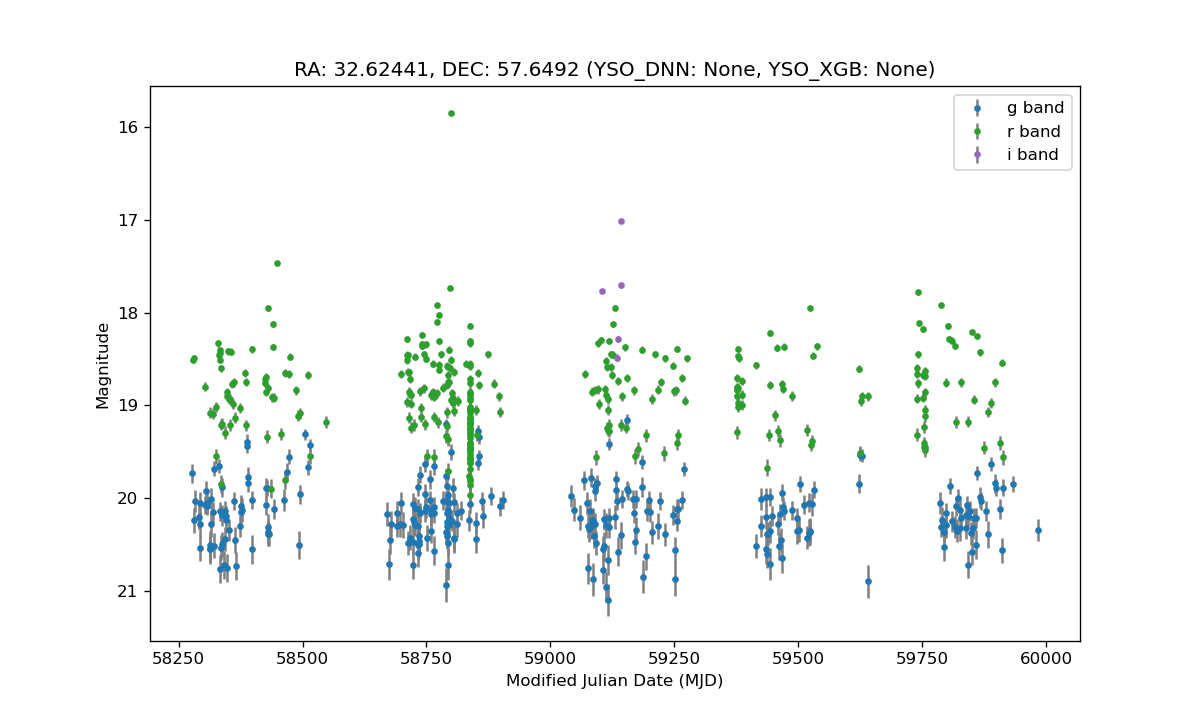 RA: 32.62441, DEC: 57.6492 (YSO_DNN: None, YSO_XGB: None)
g band
r band
i band
Magnitude
16
17
18
19
20
21
58250 58500 58750 59000 59250 59500 59750 60000
Modified Julian Date (MJD)